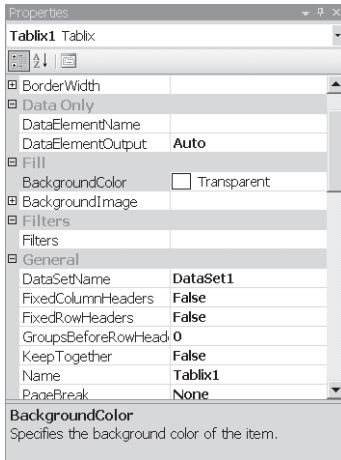 Properties
Tablix1 Tablix
BorderWidth
Data Only
DataElementName
DataElementOutput Auto
Fill
BackgroundColor Transparent
BackgroundImage
Filters
Filters
General
DataSetName DataSet1
FixedColumnHeaders False
FixedRowHeaders False
GroupsBeforeRowHead 0
KeepTogether False
Name Tablix1
PageBreak None
BackgroundColor
Specifies the background color of the item.